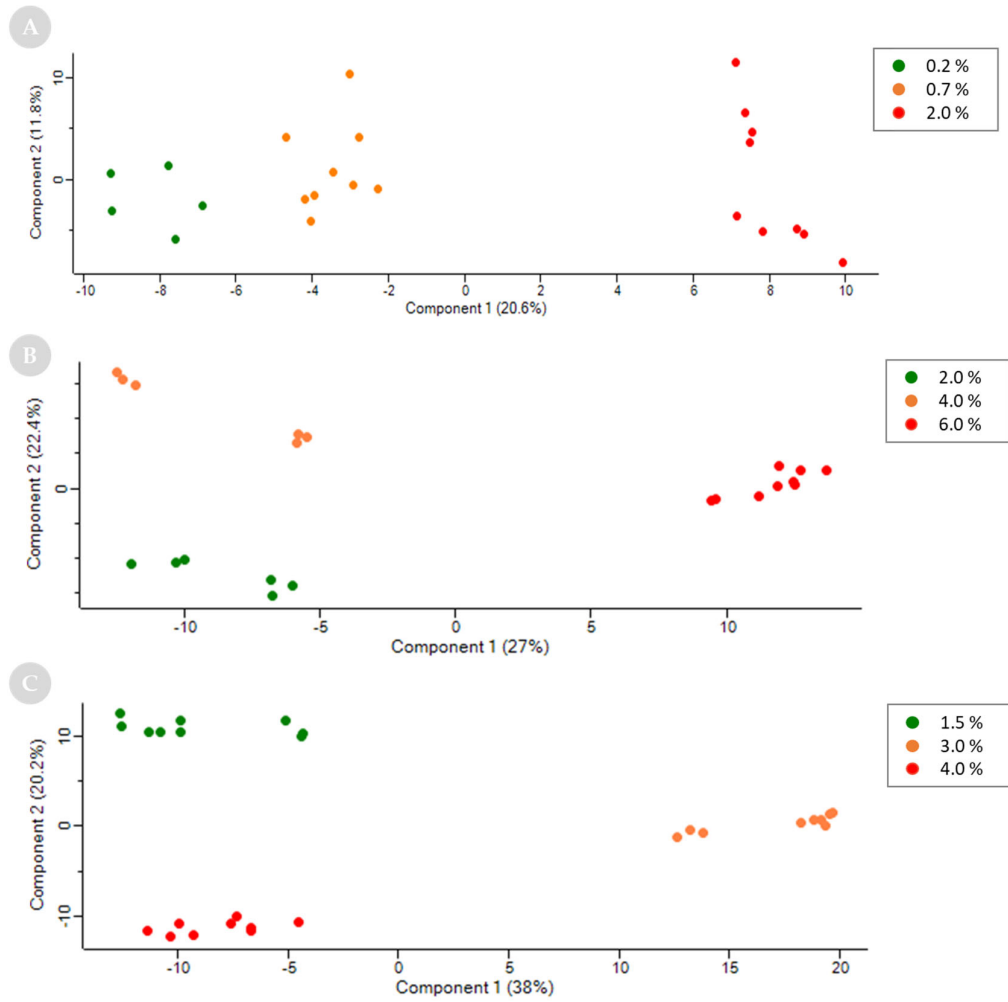 A
10
0
Component 2 (11.8%)
-10 -8 -6 -4 -2 0 2 4 6 8 10
Component 1 (20.6%)
0.2 %
0.7 %
2.0 %
B
0
Component 2 (22.4%)
-10 -5 0 5 10
Component 1 (27%)
2.0 %
4.0 %
6.0 %
C
10
0
-10
Component 2 (20.2%)
-10 -5 0 5 10 15 20
Component 1 (38%)
1.5 %
3.0 %
4.0 %